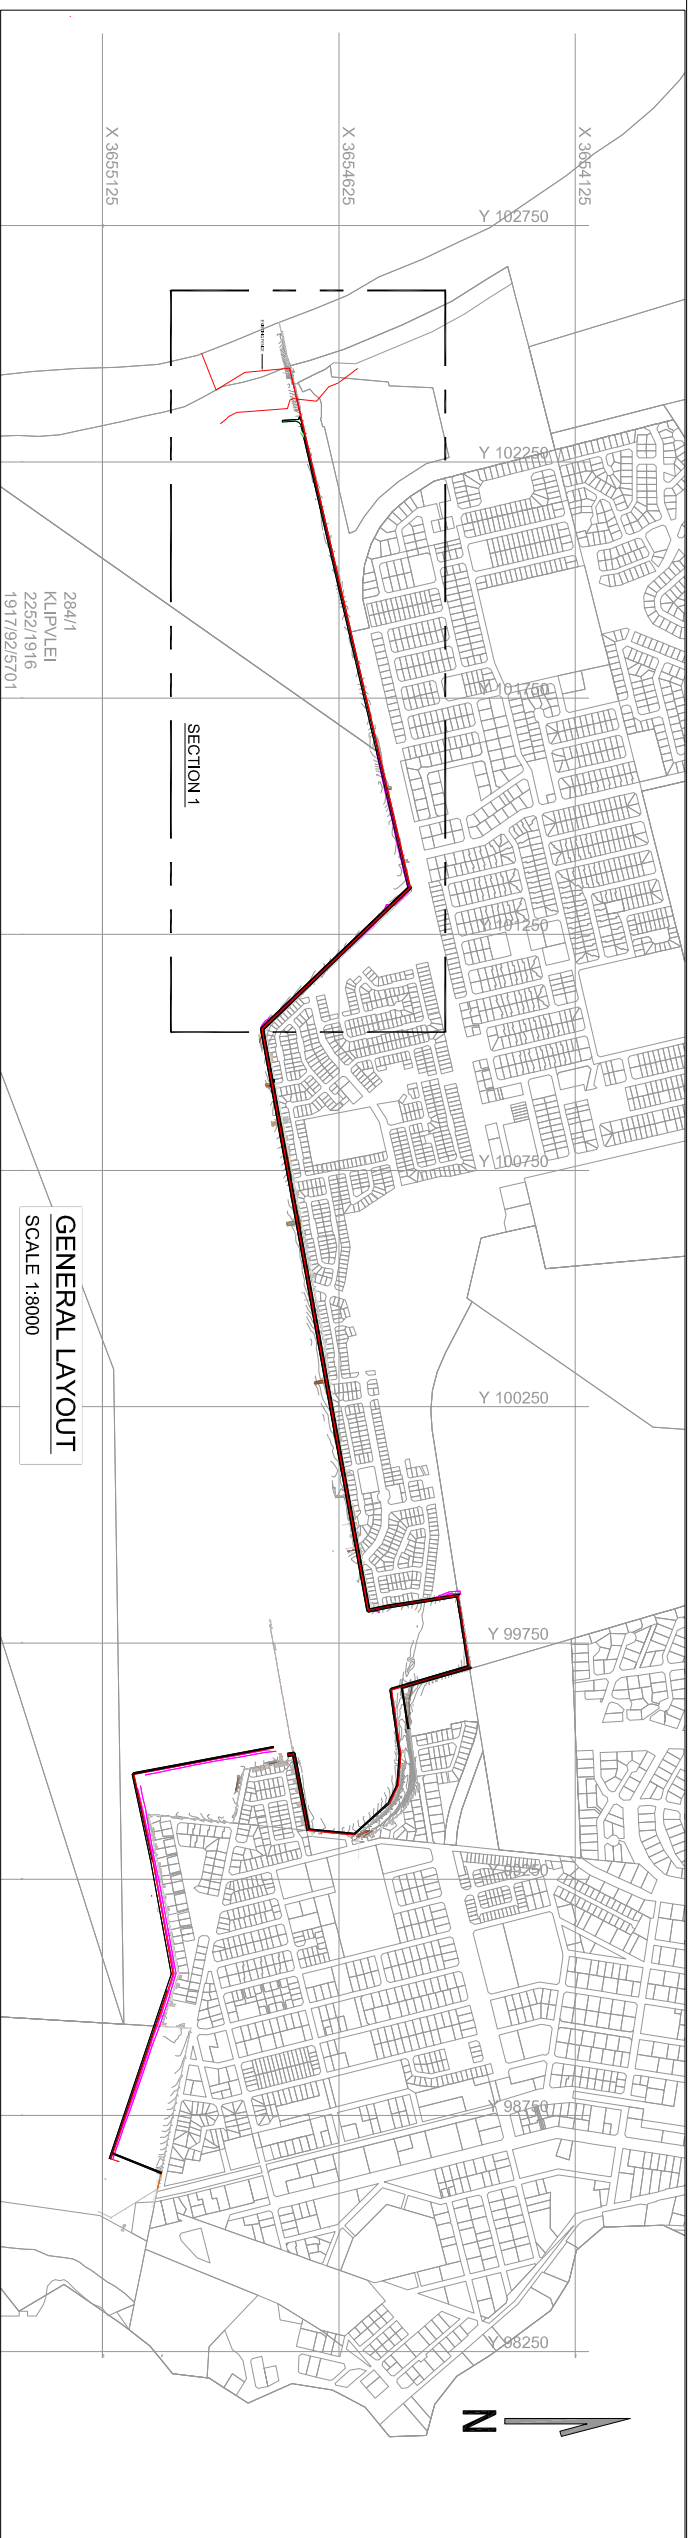 X 3655125
X 3654625
X 3654125
Y 102750
Y 102250
Y 101750
Y 101250
Y 100750
Y 100250
Y 99750
Y 99250
Y 98750
Y 98250
284/1
KLIPVLEI
2252/1916
1917/92/5701
SECTION 1
GENERAL LAYOUT
SCALE 1:8000
N